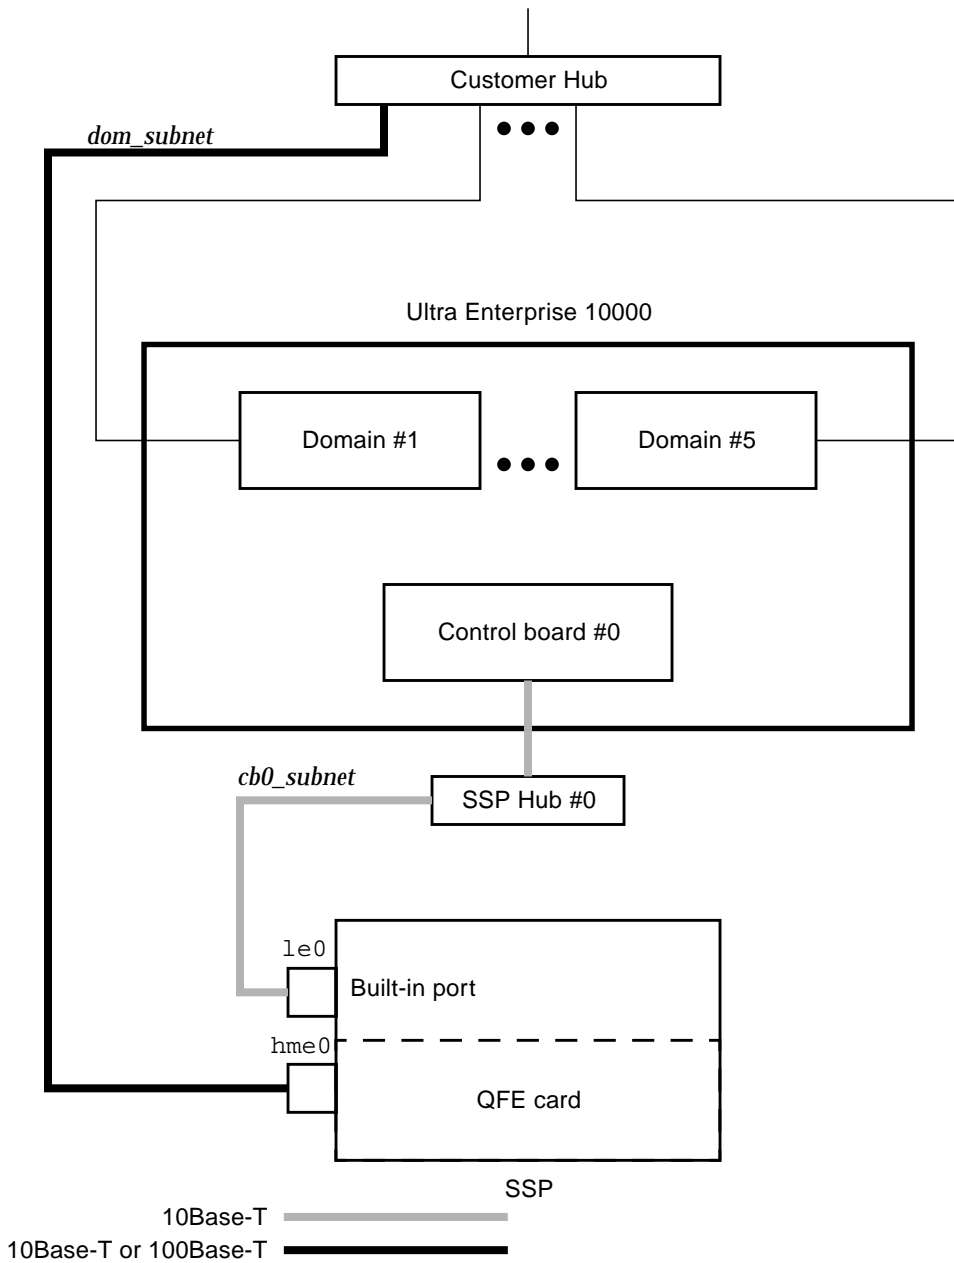 Customer Hub
dom_subnet
Ultra Enterprise 10000
Domain #1
Domain #5
Control board #0
cb0_subnet
SSP Hub #0
le0
Built-in port
hme0
QFE card
SSP
10Base-T
10Base-T or 100Base-T